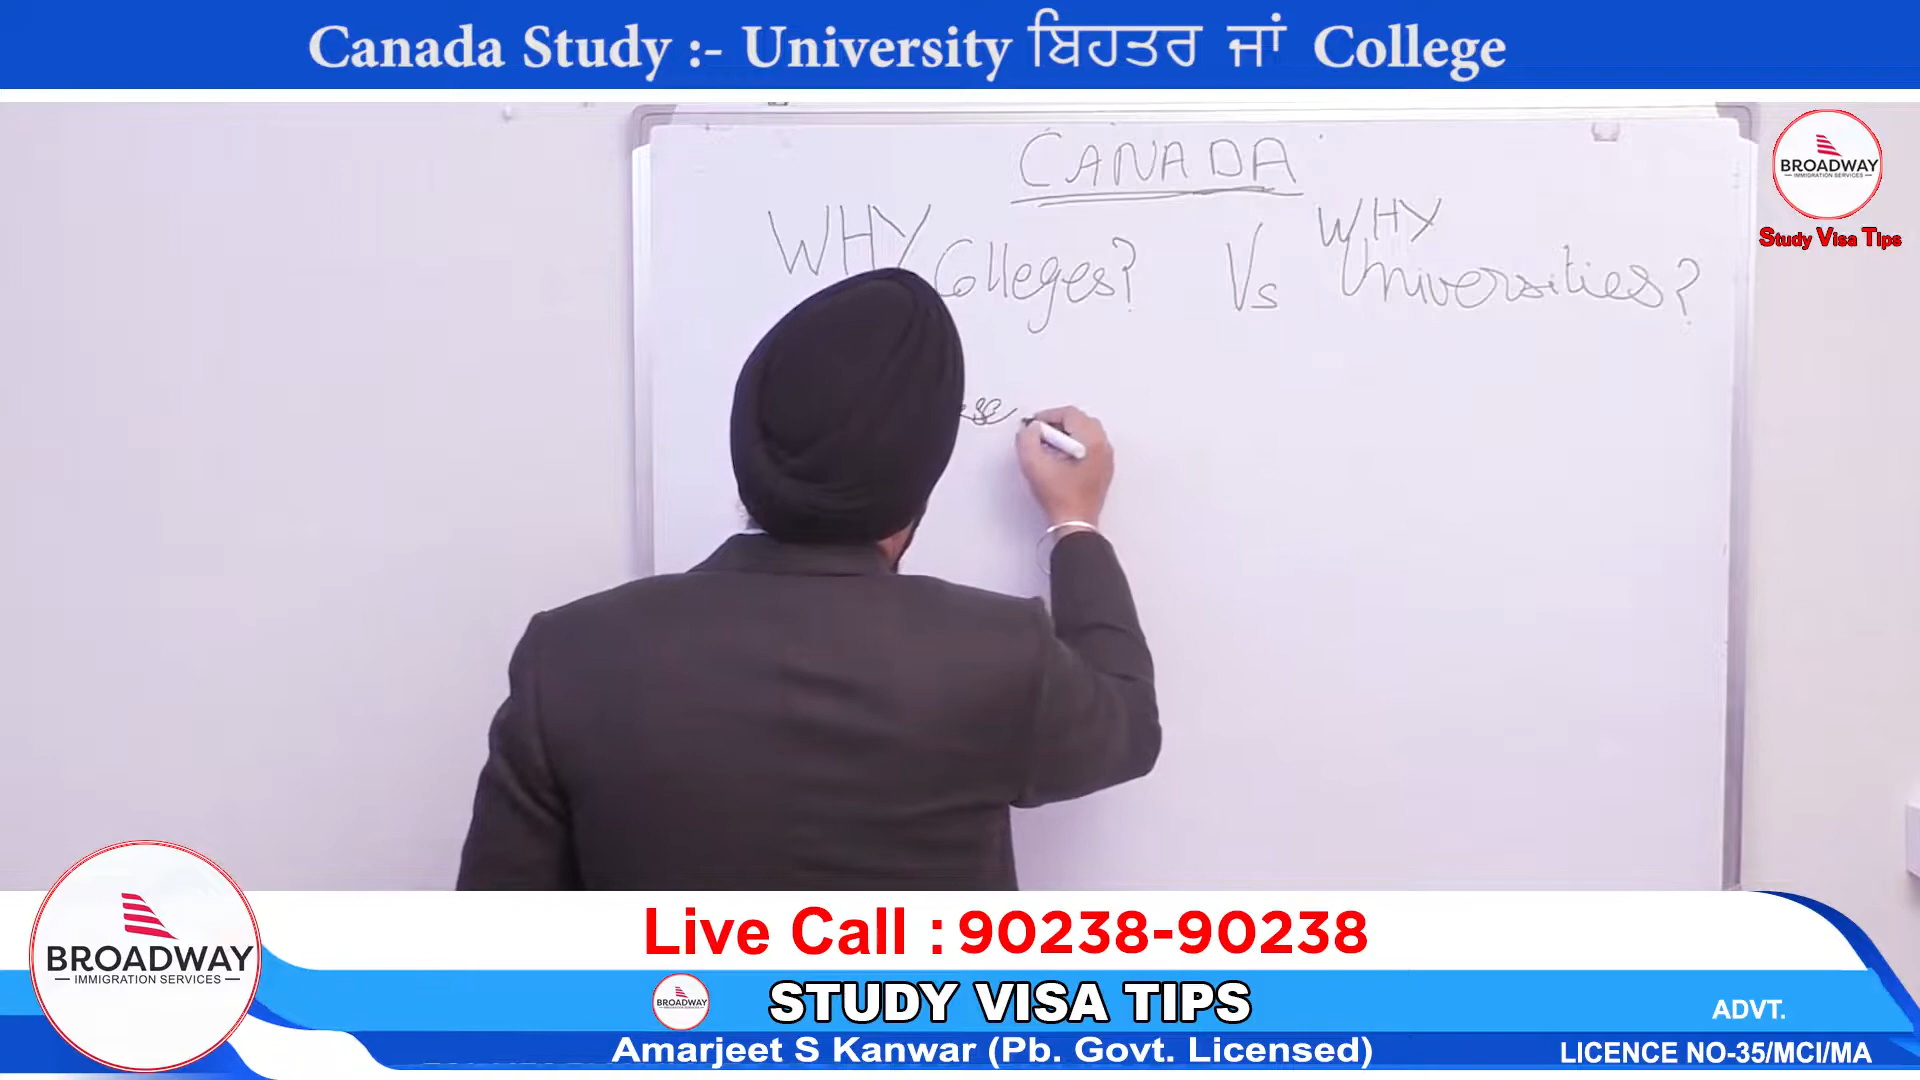 Canada Study :- University ਬਿਹਤਰ ਜਾਂ College
CANADA
BROADWAY
IMMIGRATION SERVICES
Study Visa Tips
WHY Colleges? Vs WHY Universities?
Live Call : 90238-90238
BROADWAY
IMMIGRATION SERVICES
BROADWAY
STUDY VISA TIPS
ADVT.
Amarjeet S Kanwar (Pb. Govt. Licensed)
LICENCE NO-35/MCI/MA